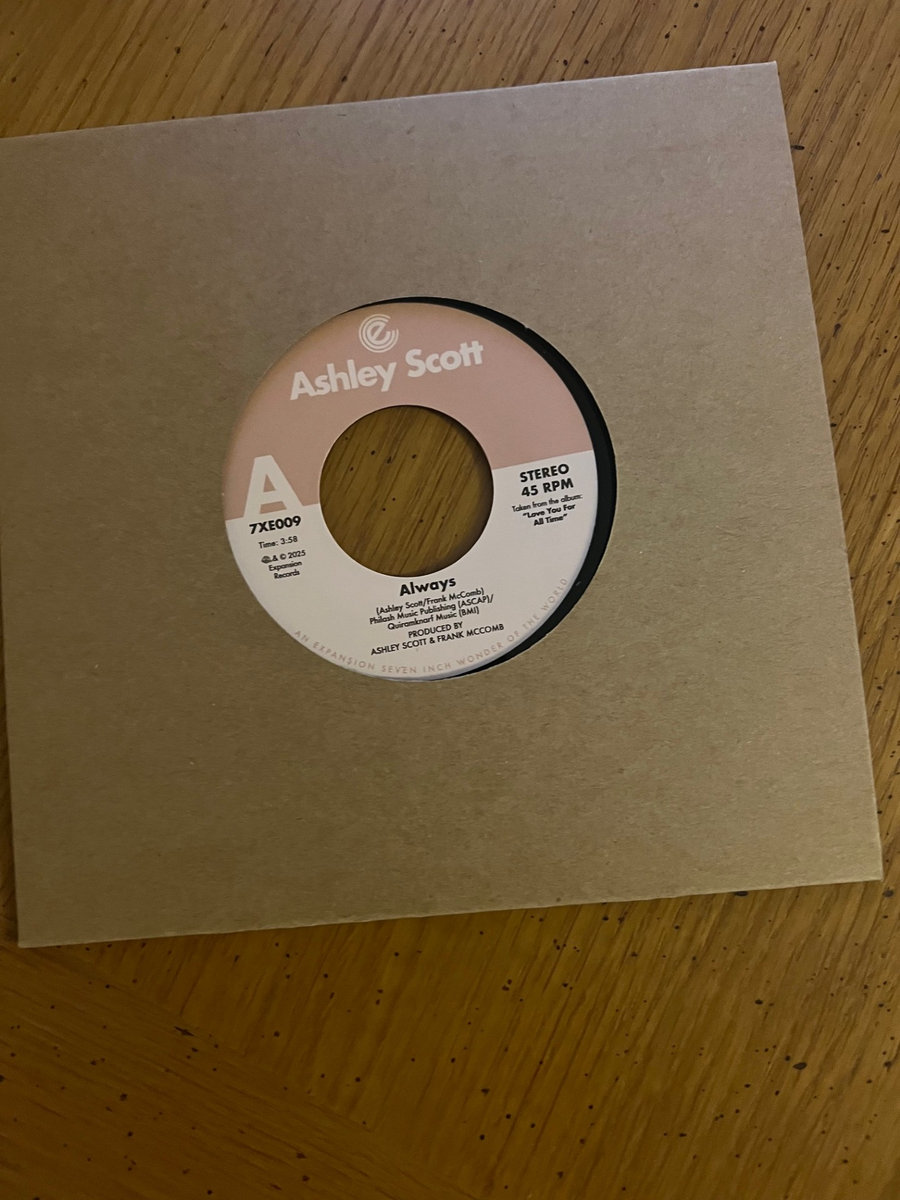 e
Ashley Scott
A
7XE009
Time: 3:58
℗ & © 2025
Expansion
Records
STEREO
45 RPM
Taken from the album:
"Love You For
All Time"
Always
(Ashley Scott/Frank McComb)
Philash Music Publishing (ASCAP)/
Quiramknarf Music (BMI)
PRODUCED BY
ASHLEY SCOTT & FRANK MCCOMB
AN EXPANSION SEVEN INCH WONDER OF THE WORLD